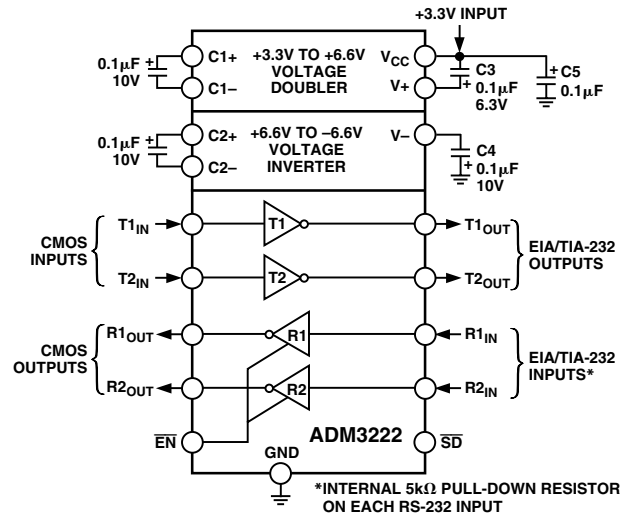 +3.3V INPUT
0.1μF
10V
+
C1+
C1–
+3.3V TO +6.6V
VOLTAGE
DOUBLER
VCC
V+
C3
+ 0.1μF
6.3V
+
C5
0.1μF
0.1μF
10V
+
C2+
C2–
+6.6V TO –6.6V
VOLTAGE
INVERTER
V–
C4
+ 0.1μF
10V
CMOS
INPUTS
T1IN
T2IN
T1
T2
T1OUT
T2OUT
EIA/TIA-232
OUTPUTS
CMOS
OUTPUTS
R1OUT
R2OUT
R1
R2
R1IN
R2IN
EIA/TIA-232
INPUTS*
EN
ADM3222
SD
GND
*INTERNAL 5kΩ PULL-DOWN RESISTOR
ON EACH RS-232 INPUT